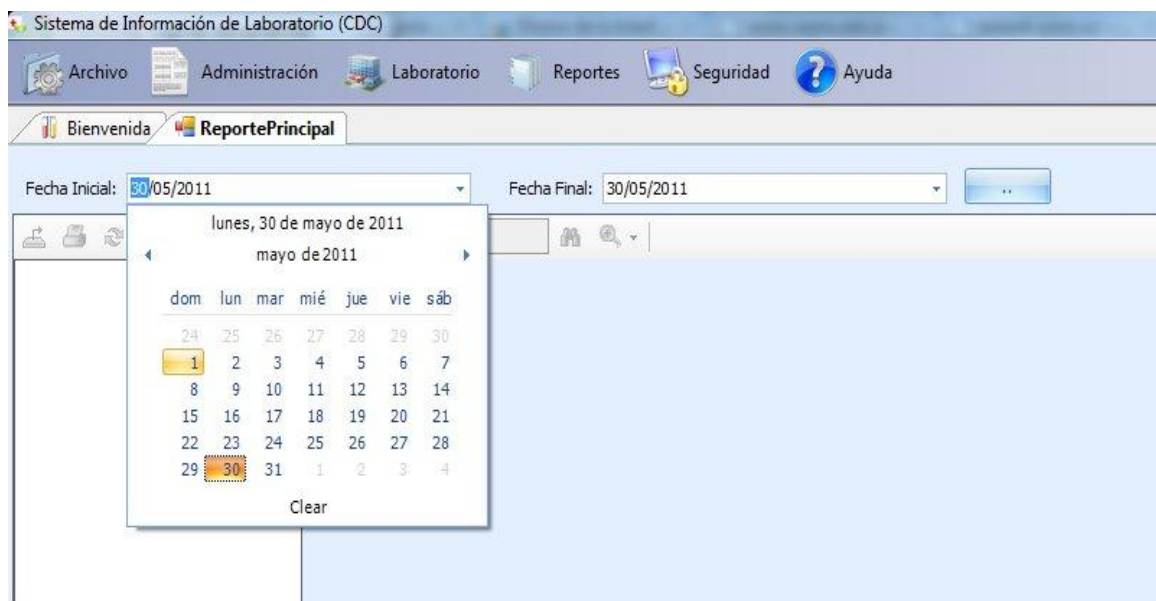 Sistema de Información de Laboratorio (CDC)
Archivo Administración Laboratorio Reportes Seguridad Ayuda
Bienvenida ReportePrincipal
Fecha Inicial: 30/05/2011 Fecha Final: 30/05/2011 ..
lunes, 30 de mayo de 2011
mayo de 2011
dom lun mar mié jue vie sáb
24 25 26 27 28 29 30
1 2 3 4 5 6 7
8 9 10 11 12 13 14
15 16 17 18 19 20 21
22 23 24 25 26 27 28
29 30 31 1 2 3 4
Clear